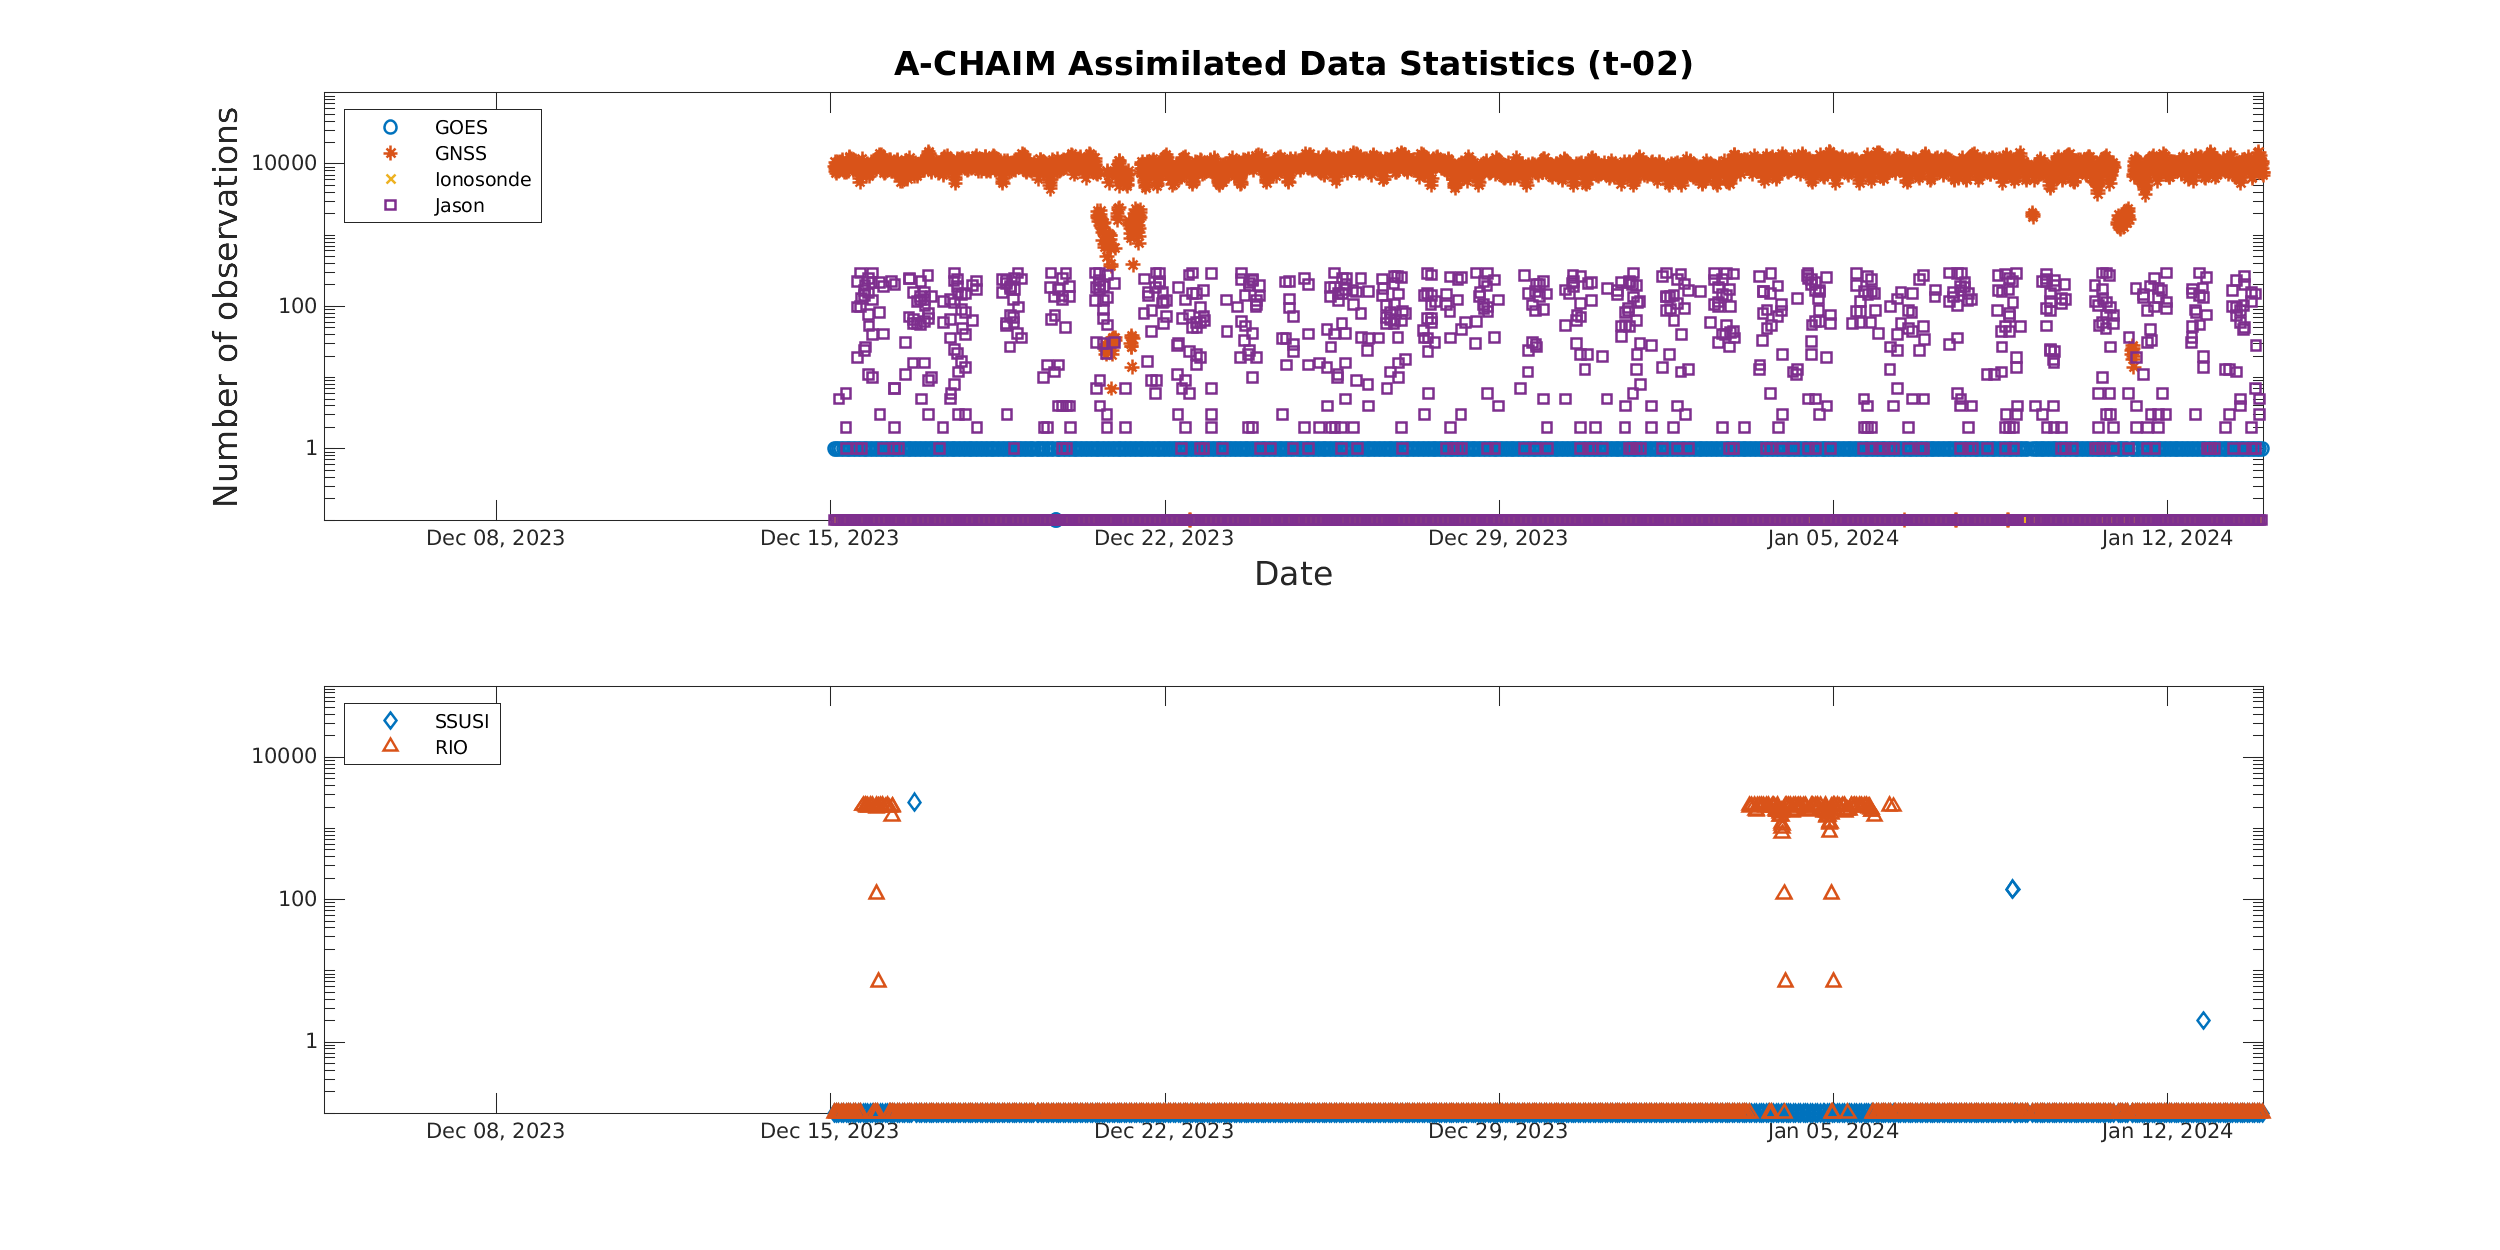 A-CHAIM Assimilated Data Statistics (t-02)
Number of observations
10000
100
1
GOES
GNSS
Ionosonde
Jason
Dec 08, 2023
Dec 15, 2023
Dec 22, 2023
Dec 29, 2023
Jan 05, 2024
Jan 12, 2024
Date
10000
100
1
SSUSI
RIO
Dec 08, 2023
Dec 15, 2023
Dec 22, 2023
Dec 29, 2023
Jan 05, 2024
Jan 12, 2024